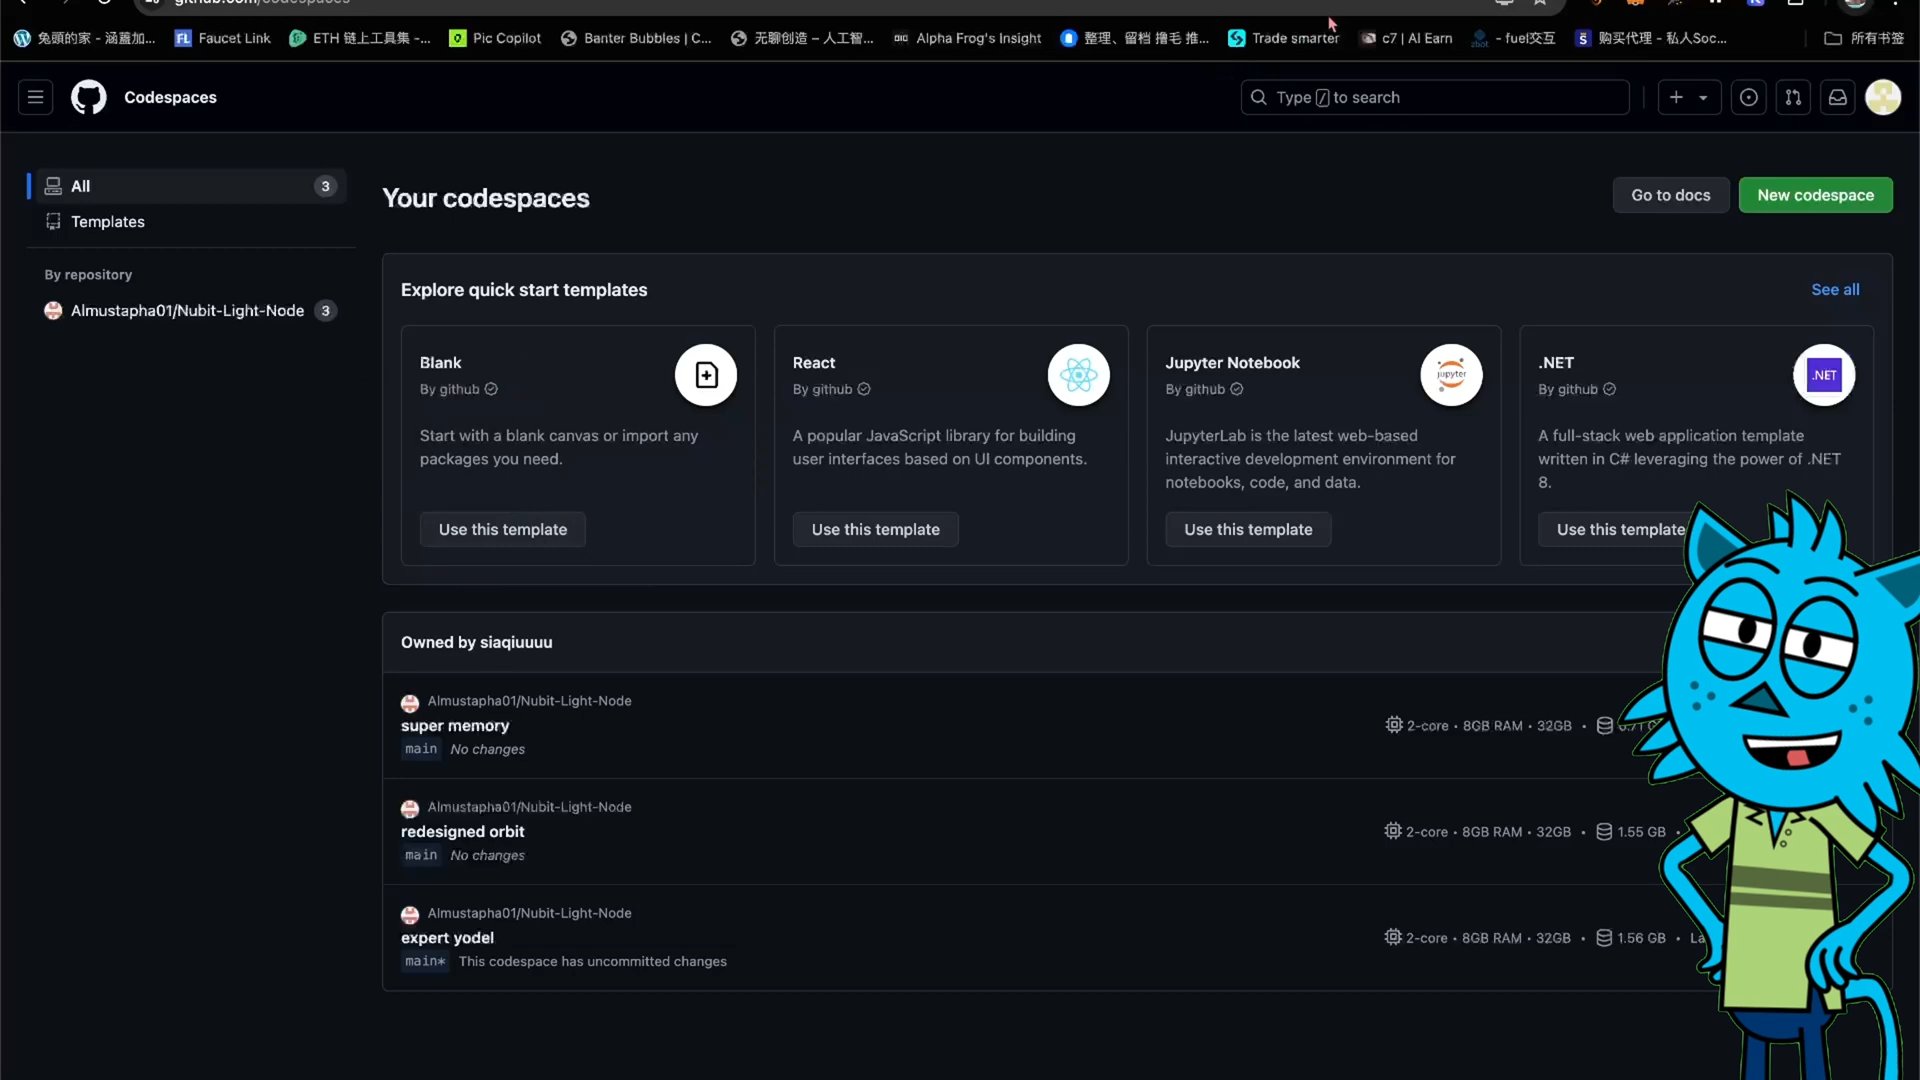 兔頭的家 - 涵蓋加...
FL Faucet Link
ETH 链上工具集 -...
Pic Copilot
Banter Bubbles | C...
无聊创造 – 人工智...
Alpha Frog's Insight
整理、留档 撸毛 推...
Trade smarter
c7 | AI Earn
- fuel交互
购买代理 - 私人Soc...
所有书签
Codespaces
Type / to search
All 3
Templates
By repository
Almustapha01/Nubit-Light-Node 3
Your codespaces
Go to docs
New codespace
Explore quick start templates
See all
Blank
By github
Start with a blank canvas or import any
packages you need.
Use this template
React
By github
A popular JavaScript library for building
user interfaces based on UI components.
Use this template
Jupyter Notebook
By github
jupyter
JupyterLab is the latest web-based
interactive development environment for
notebooks, code, and data.
Use this template
.NET
By github
.NET
A full-stack web application template
written in C# leveraging the power of .NET
8.
Use this template
Owned by siaqiuuuu
Almustapha01/Nubit-Light-Node
super memory
main No changes
2-core • 8GB RAM • 32GB •
Almustapha01/Nubit-Light-Node
redesigned orbit
main No changes
2-core • 8GB RAM • 32GB • 1.55 GB •
Almustapha01/Nubit-Light-Node
expert yodel
main* This codespace has uncommitted changes
2-core • 8GB RAM • 32GB • 1.56 GB • La